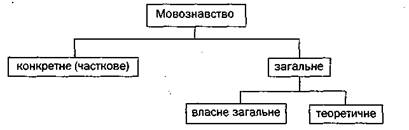 Мовознавство
конкретне (часткове)
загальне
власне загальне
теоретичне